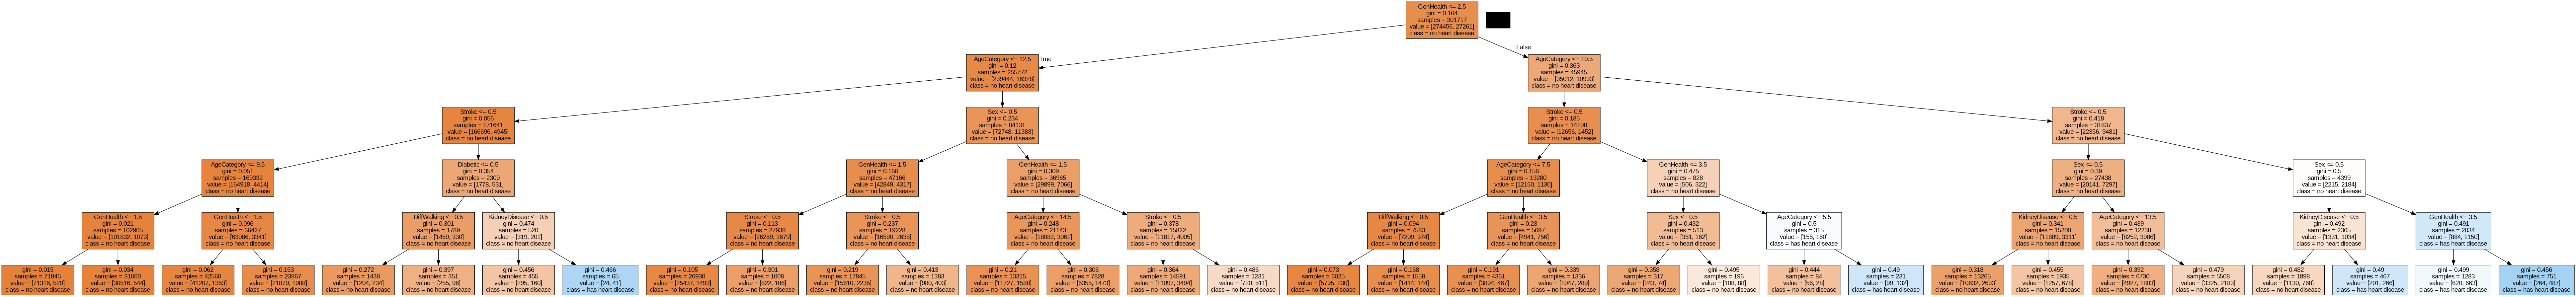 GenHealth <= 2.5
gini = 0.164
samples = 301717
value = [274456, 27261]
class = no heart disease
True
False
AgeCategory <= 12.5
gini = 0.12
samples = 255772
value = [239444, 16328]
class = no heart disease
AgeCategory <= 10.5
gini = 0.363
samples = 45945
value = [35012, 10933]
class = no heart disease
Stroke <= 0.5
gini = 0.056
samples = 171641
value = [166696, 4945]
class = no heart disease
Sex <= 0.5
gini = 0.234
samples = 84131
value = [72748, 11383]
class = no heart disease
Stroke <= 0.5
gini = 0.185
samples = 14108
value = [12656, 1452]
class = no heart disease
Stroke <= 0.5
gini = 0.418
samples = 31837
value = [22356, 9481]
class = no heart disease
AgeCategory <= 9.5
gini = 0.051
samples = 169332
value = [164918, 4414]
class = no heart disease
Diabetic <= 0.5
gini = 0.354
samples = 2309
value = [1778, 531]
class = no heart disease
GenHealth <= 1.5
gini = 0.166
samples = 47166
value = [42849, 4317]
class = no heart disease
GenHealth <= 1.5
gini = 0.309
samples = 36965
value = [29899, 7066]
class = no heart disease
AgeCategory <= 7.5
gini = 0.156
samples = 13280
value = [12150, 1130]
class = no heart disease
GenHealth <= 3.5
gini = 0.475
samples = 828
value = [506, 322]
class = no heart disease
Sex <= 0.5
gini = 0.39
samples = 27438
value = [20141, 7297]
class = no heart disease
Sex <= 0.5
gini = 0.5
samples = 4399
value = [2215, 2184]
class = no heart disease
GenHealth <= 1.5
gini = 0.021
samples = 102905
value = [101832, 1073]
class = no heart disease
GenHealth <= 1.5
gini = 0.096
samples = 66427
value = [63086, 3341]
class = no heart disease
DiffWalking <= 0.5
gini = 0.301
samples = 1789
value = [1459, 330]
class = no heart disease
KidneyDisease <= 0.5
gini = 0.474
samples = 520
value = [319, 201]
class = no heart disease
Stroke <= 0.5
gini = 0.113
samples = 27938
value = [26259, 1679]
class = no heart disease
Stroke <= 0.5
gini = 0.237
samples = 19228
value = [16590, 2638]
class = no heart disease
AgeCategory <= 14.5
gini = 0.248
samples = 21143
value = [18082, 3061]
class = no heart disease
Stroke <= 0.5
gini = 0.378
samples = 15822
value = [11817, 4005]
class = no heart disease
DiffWalking <= 0.5
gini = 0.094
samples = 7583
value = [7209, 374]
class = no heart disease
GenHealth <= 3.5
gini = 0.23
samples = 5697
value = [4941, 756]
class = no heart disease
Sex <= 0.5
gini = 0.432
samples = 513
value = [351, 162]
class = no heart disease
AgeCategory <= 5.5
gini = 0.5
samples = 315
value = [155, 160]
class = has heart disease
KidneyDisease <= 0.5
gini = 0.341
samples = 15200
value = [11889, 3311]
class = no heart disease
AgeCategory <= 13.5
gini = 0.439
samples = 12238
value = [8252, 3986]
class = no heart disease
KidneyDisease <= 0.5
gini = 0.492
samples = 2365
value = [1331, 1034]
class = no heart disease
GenHealth <= 3.5
gini = 0.491
samples = 2034
value = [884, 1150]
class = has heart disease
gini = 0.015
samples = 71845
value = [71316, 529]
class = no heart disease
gini = 0.034
samples = 31060
value = [30516, 544]
class = no heart disease
gini = 0.062
samples = 42560
value = [41207, 1353]
class = no heart disease
gini = 0.153
samples = 23867
value = [21879, 1988]
class = no heart disease
gini = 0.272
samples = 1438
value = [1204, 234]
class = no heart disease
gini = 0.397
samples = 351
value = [255, 96]
class = no heart disease
gini = 0.456
samples = 455
value = [295, 160]
class = no heart disease
gini = 0.466
samples = 65
value = [24, 41]
class = has heart disease
gini = 0.105
samples = 26930
value = [25437, 1493]
class = no heart disease
gini = 0.301
samples = 1008
value = [822, 186]
class = no heart disease
gini = 0.219
samples = 17845
value = [15610, 2235]
class = no heart disease
gini = 0.413
samples = 1383
value = [980, 403]
class = no heart disease
gini = 0.21
samples = 13315
value = [11727, 1588]
class = no heart disease
gini = 0.306
samples = 7828
value = [6355, 1473]
class = no heart disease
gini = 0.364
samples = 14591
value = [11097, 3494]
class = no heart disease
gini = 0.486
samples = 1231
value = [720, 511]
class = no heart disease
gini = 0.073
samples = 6025
value = [5795, 230]
class = no heart disease
gini = 0.168
samples = 1558
value = [1414, 144]
class = no heart disease
gini = 0.191
samples = 4361
value = [3894, 467]
class = no heart disease
gini = 0.339
samples = 1336
value = [1047, 289]
class = no heart disease
gini = 0.358
samples = 317
value = [243, 74]
class = no heart disease
gini = 0.495
samples = 196
value = [108, 88]
class = no heart disease
gini = 0.444
samples = 84
value = [56, 28]
class = no heart disease
gini = 0.49
samples = 231
value = [99, 132]
class = has heart disease
gini = 0.318
samples = 13265
value = [10632, 2633]
class = no heart disease
gini = 0.455
samples = 1935
value = [1257, 678]
class = no heart disease
gini = 0.392
samples = 6730
value = [4927, 1803]
class = no heart disease
gini = 0.479
samples = 5508
value = [3325, 2183]
class = no heart disease
gini = 0.482
samples = 1898
value = [1130, 768]
class = no heart disease
gini = 0.49
samples = 467
value = [201, 266]
class = has heart disease
gini = 0.499
samples = 1283
value = [620, 663]
class = has heart disease
gini = 0.456
samples = 751
value = [264, 487]
class = has heart disease